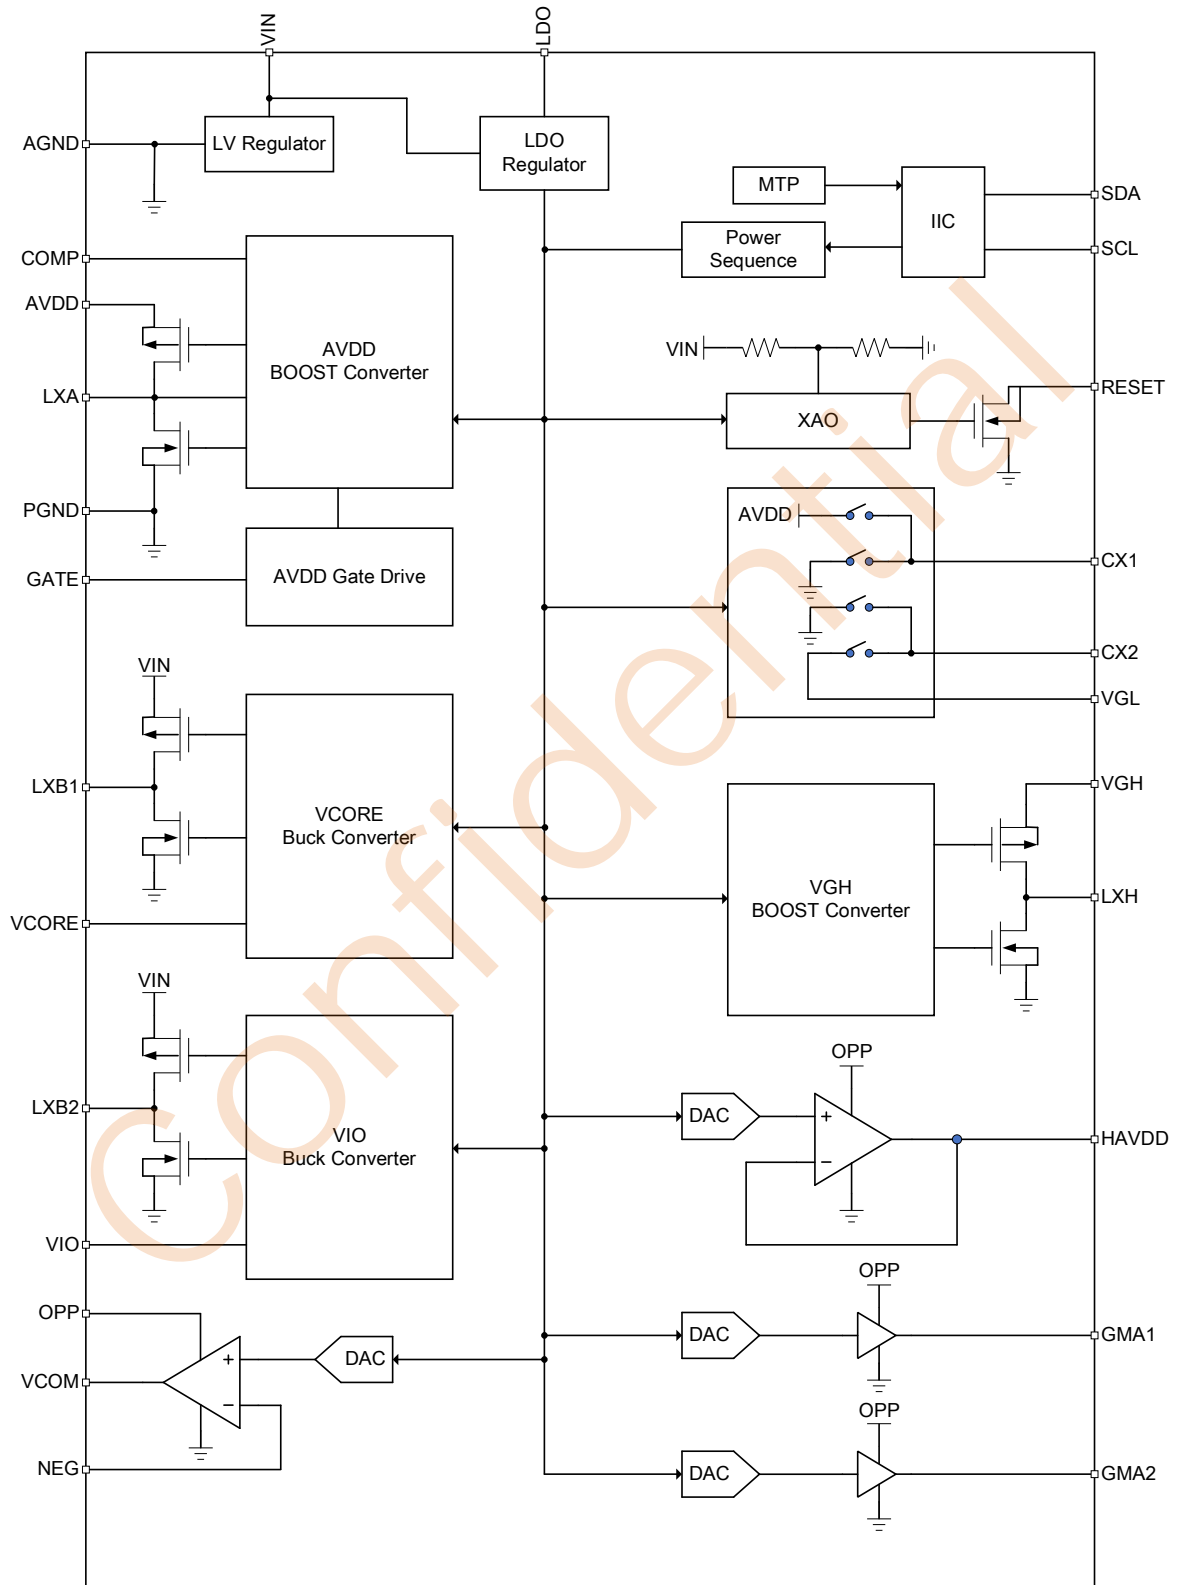 VIN
LDO
AGND
LV Regulator
LDO
Regulator
MTP
IIC
SDA
Power
Sequence
SCL
COMP
AVDD
AVDD
BOOST Converter
LXA
VIN
XAO
RESET
PGND
AVDD
GATE
AVDD Gate Drive
CX1
CX2
VGL
VIN
LXB1
VCORE
Buck Converter
VCORE
VGH
VGH
BOOST Converter
LXH
VIN
LXB2
VIO
Buck Converter
VIO
OPP
DAC
+
−
HAVDD
OPP
VCOM
NEG
+
−
DAC
OPP
DAC
GMA1
OPP
DAC
GMA2
Confidential